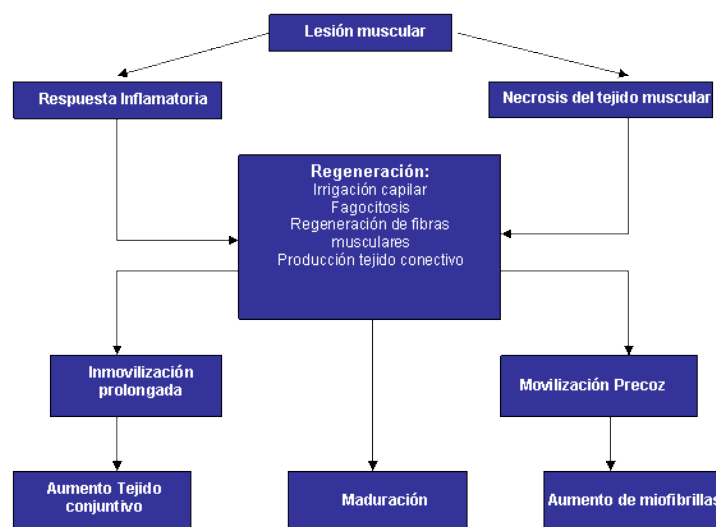 Lesión muscular
Respuesta Inflamatoria
Necrosis del tejido muscular
Regeneración:
Irrigación capilar
Fagocitosis
Regeneración de fibras
musculares
Producción tejido conectivo
Inmovilización
prolongada
Movilización Precoz
Aumento Tejido
conjuntivo
Maduración
Aumento de miofibrillas